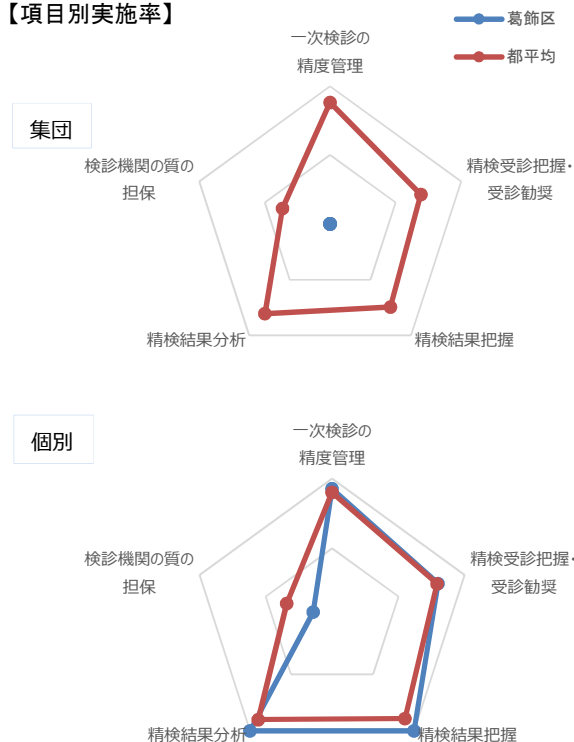 【項目別実施率】
葛飾区
都平均
集団
一次検診の
精度管理
精検受診把握・
受診勧奨
精検結果把握
精検結果分析
検診機関の質の
担保
個別
一次検診の
精度管理
精検受診把握・
受診勧奨
精検結果把握
精検結果分析
検診機関の質の
担保